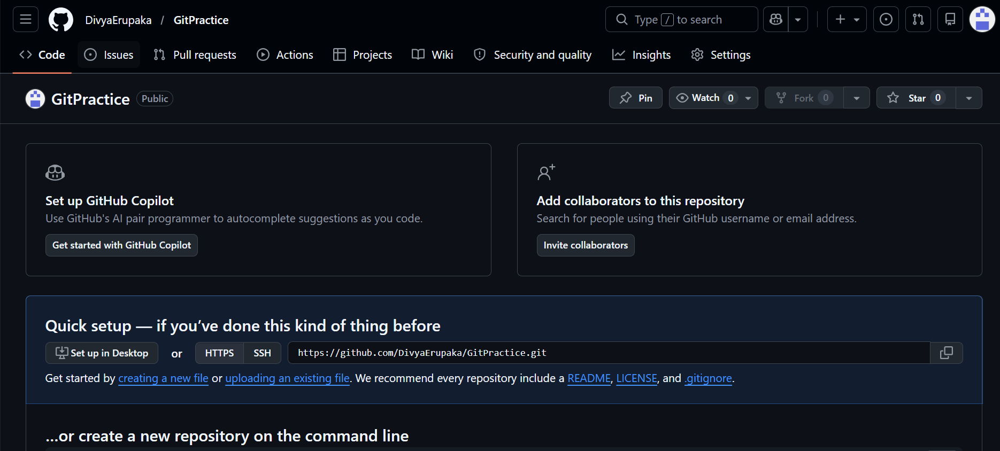 DivyaErupaka / GitPractice
Type / to search
Code Issues Pull requests Actions Projects Wiki Security and quality Insights Settings
GitPractice Public
Pin Watch 0 Fork 0 Star 0
Set up GitHub Copilot
Use GitHub's AI pair programmer to autocomplete suggestions as you code.
Get started with GitHub Copilot
Add collaborators to this repository
Search for people using their GitHub username or email address.
Invite collaborators
Quick setup — if you’ve done this kind of thing before
Set up in Desktop or HTTPS SSH https://github.com/DivyaErupaka/GitPractice.git
Get started by creating a new file or uploading an existing file. We recommend every repository include a README, LICENSE, and .gitignore.
…or create a new repository on the command line